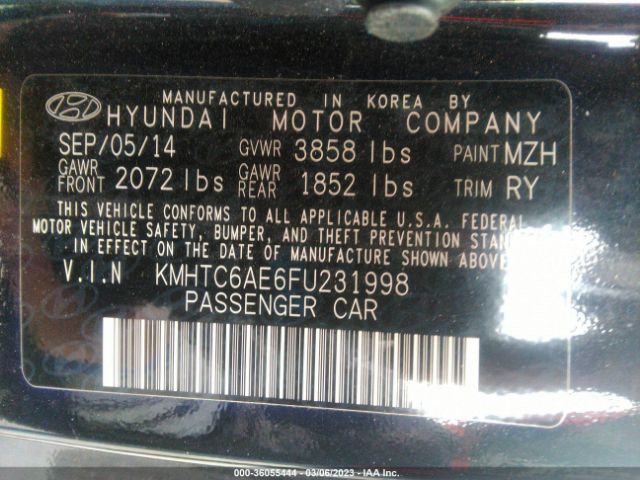 MANUFACTURED IN KOREA BY
HYUNDAI MOTOR COMPANY
SEP/05/14 GVWR 3858 lbs PAINT MZH
GAWR FRONT 2072 lbs GAWR REAR 1852 lbs TRIM RY
THIS VEHICLE CONFORMS TO ALL APPLICABLE U.S.A. FEDERAL
MOTOR VEHICLE SAFETY, BUMPER, AND THEFT PREVENTION STAN
IN EFFECT ON THE DATE OF MANUFACTURE SHOWN ABOVE.
V.I.N KMHTC6AE6FU231998
PASSENGER CAR
000-36055444 - 03/06/2023 - IAA Inc.